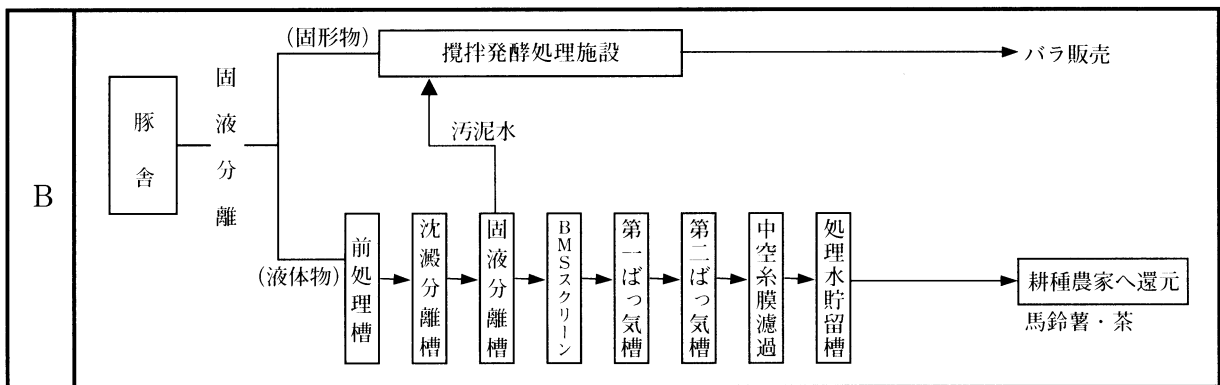 B
豚舎
固液分離
(固形物)
攪拌発酵処理施設
バラ販売
汚泥水
(液体物)
前処理槽
沈澱分離槽
固液分離槽
BMSスクリーン
第一ばっ気槽
第二ばっ気槽
中空糸膜濾過
処理水貯留槽
耕種農家へ還元
馬鈴薯・茶